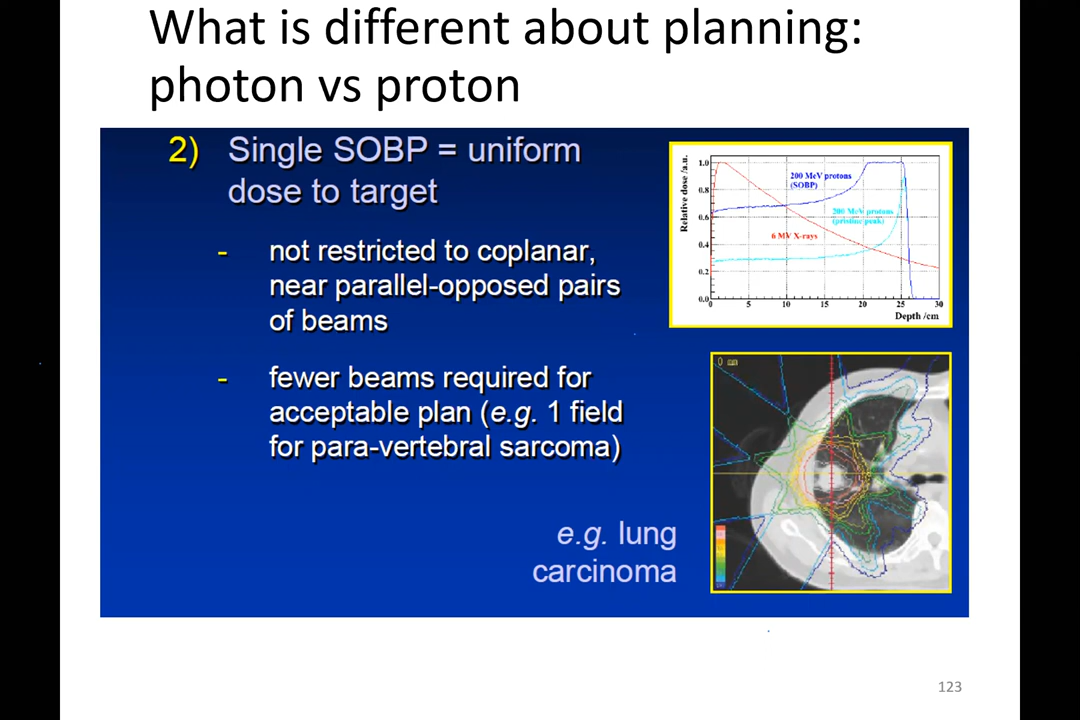 What is different about planning:
photon vs proton
2) Single SOBP = uniform
dose to target
- not restricted to coplanar,
near parallel-opposed pairs
of beams
- fewer beams required for
acceptable plan (e.g. 1 field
for para-vertebral sarcoma)
e.g. lung
carcinoma
Relative dose /a.u.
1.0
0.8
0.6
0.4
0.2
0.0
200 MeV protons
(SOBP)
200 MeV protons
(pristine peak)
6 MV X-rays
0 5 10 15 20 25 30
Depth /cm
0 mm
123